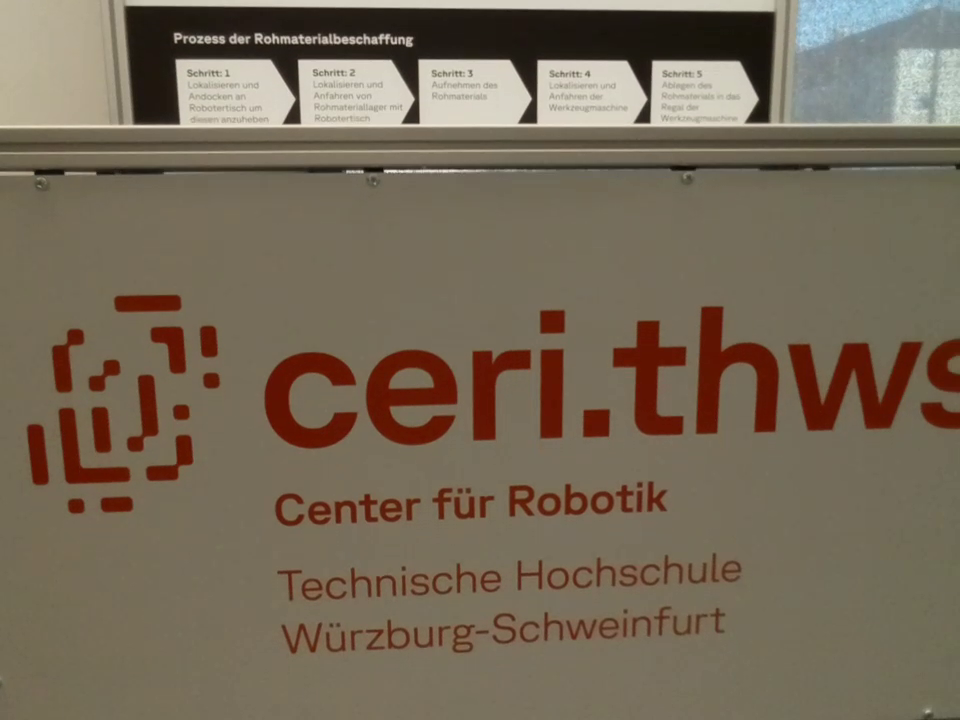 Prozess der Rohmaterialbeschaffung
Schritt: 1
Lokalisieren und
Andocken an
Robotertisch um
diesen anzuheben
Schritt: 2
Lokalisieren und
Anfahren von
Rohmateriallager mit
Robotertisch
Schritt: 3
Aufnehmen des
Rohmaterials
Schritt: 4
Lokalisieren und
Anfahren der
Werkzeugmaschine
Schritt: 5
Ablegen des
Rohmaterials in das
Regal der
Werkzeugmaschine
ceri.thws
Center für Robotik
Technische Hochschule
Würzburg-Schweinfurt